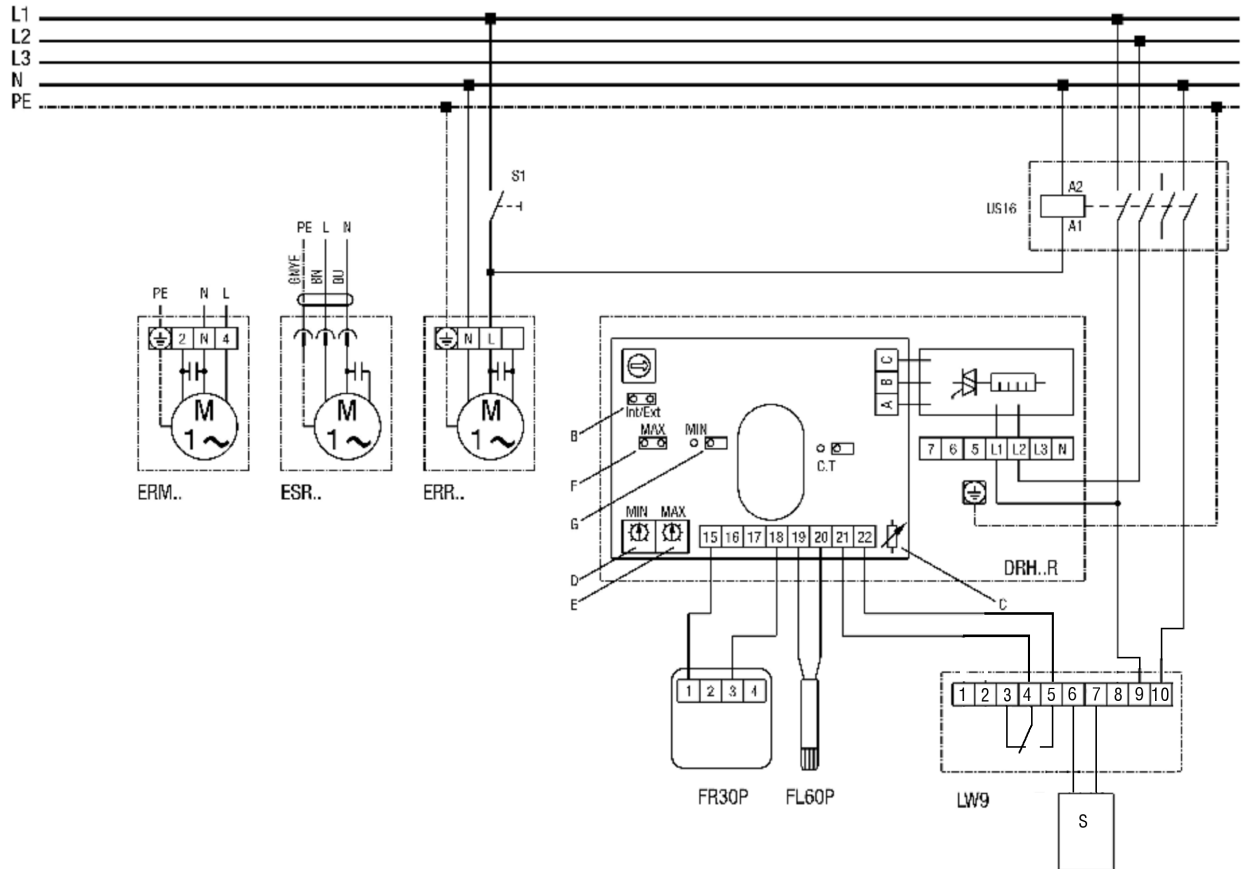 L1
L2
L3
N
PE
S1
A2
US16
A1
PE L N
GNYE BN BU
PE N L
2 N 4
N L
M
1
M
1
M
1
ERM..
ESR..
ERR..
Int/Ext
B
MAX MIN
F
G
C.T
MIN MAX
D
E
15 16 17 18 19 20 21 22
C
B
A
7 6 5 L1 L2 L3 N
DRH..R
C
1 2 3 4
FR30P
FL60P
1 2 3 4 5 6 7 8 9 10
LW9
S